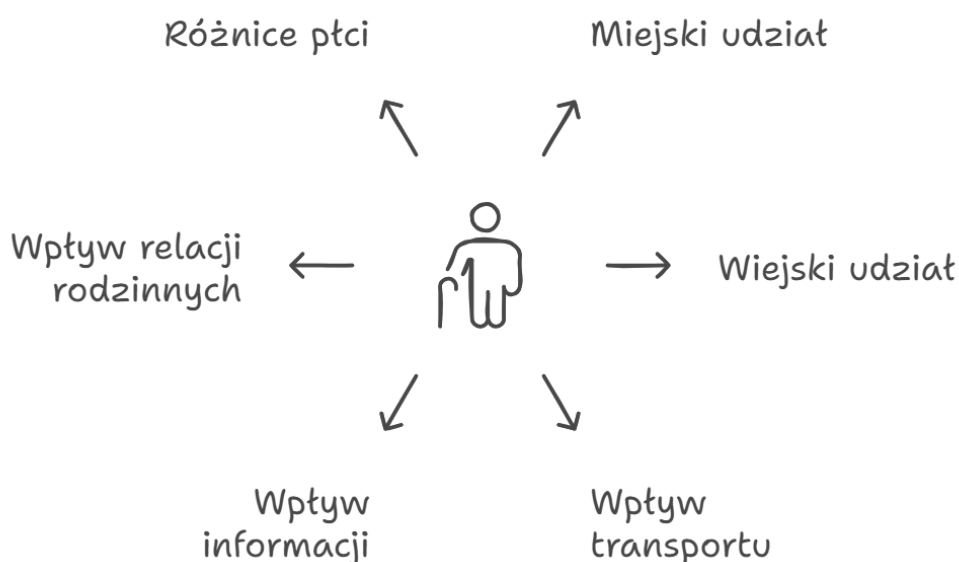 Różnice płci
Miejski udział
Wpływ relacji
rodzinnych
Wiejski udział
Wpływ
informacji
Wpływ
transportu